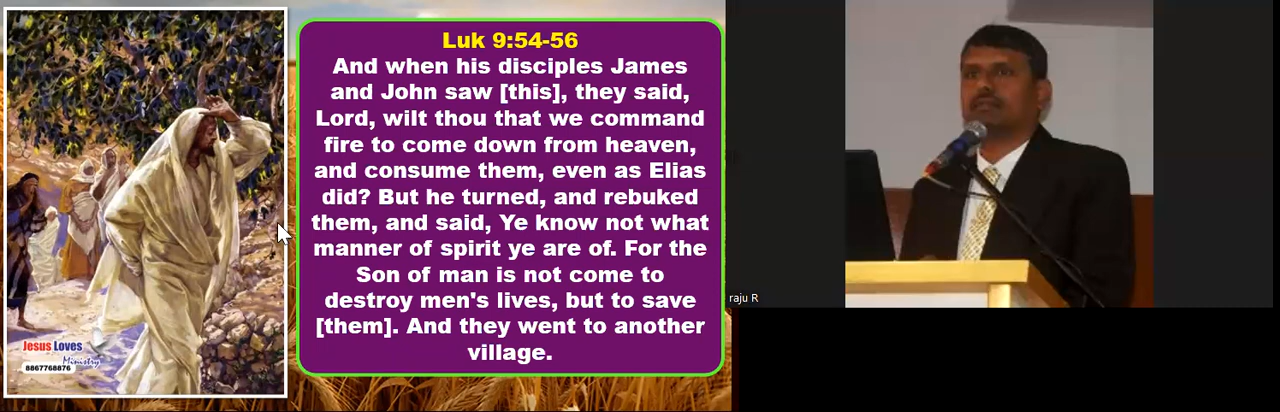 Luk 9:54-56
And when his disciples James
and John saw [this], they said,
Lord, wilt thou that we command
fire to come down from heaven,
and consume them, even as Elias
did? But he turned, and rebuked
them, and said, Ye know not what
manner of spirit ye are of. For the
Son of man is not come to
destroy men's lives, but to save
[them]. And they went to another
village.
Jesus Loves
Ministry
8867768876
raju R